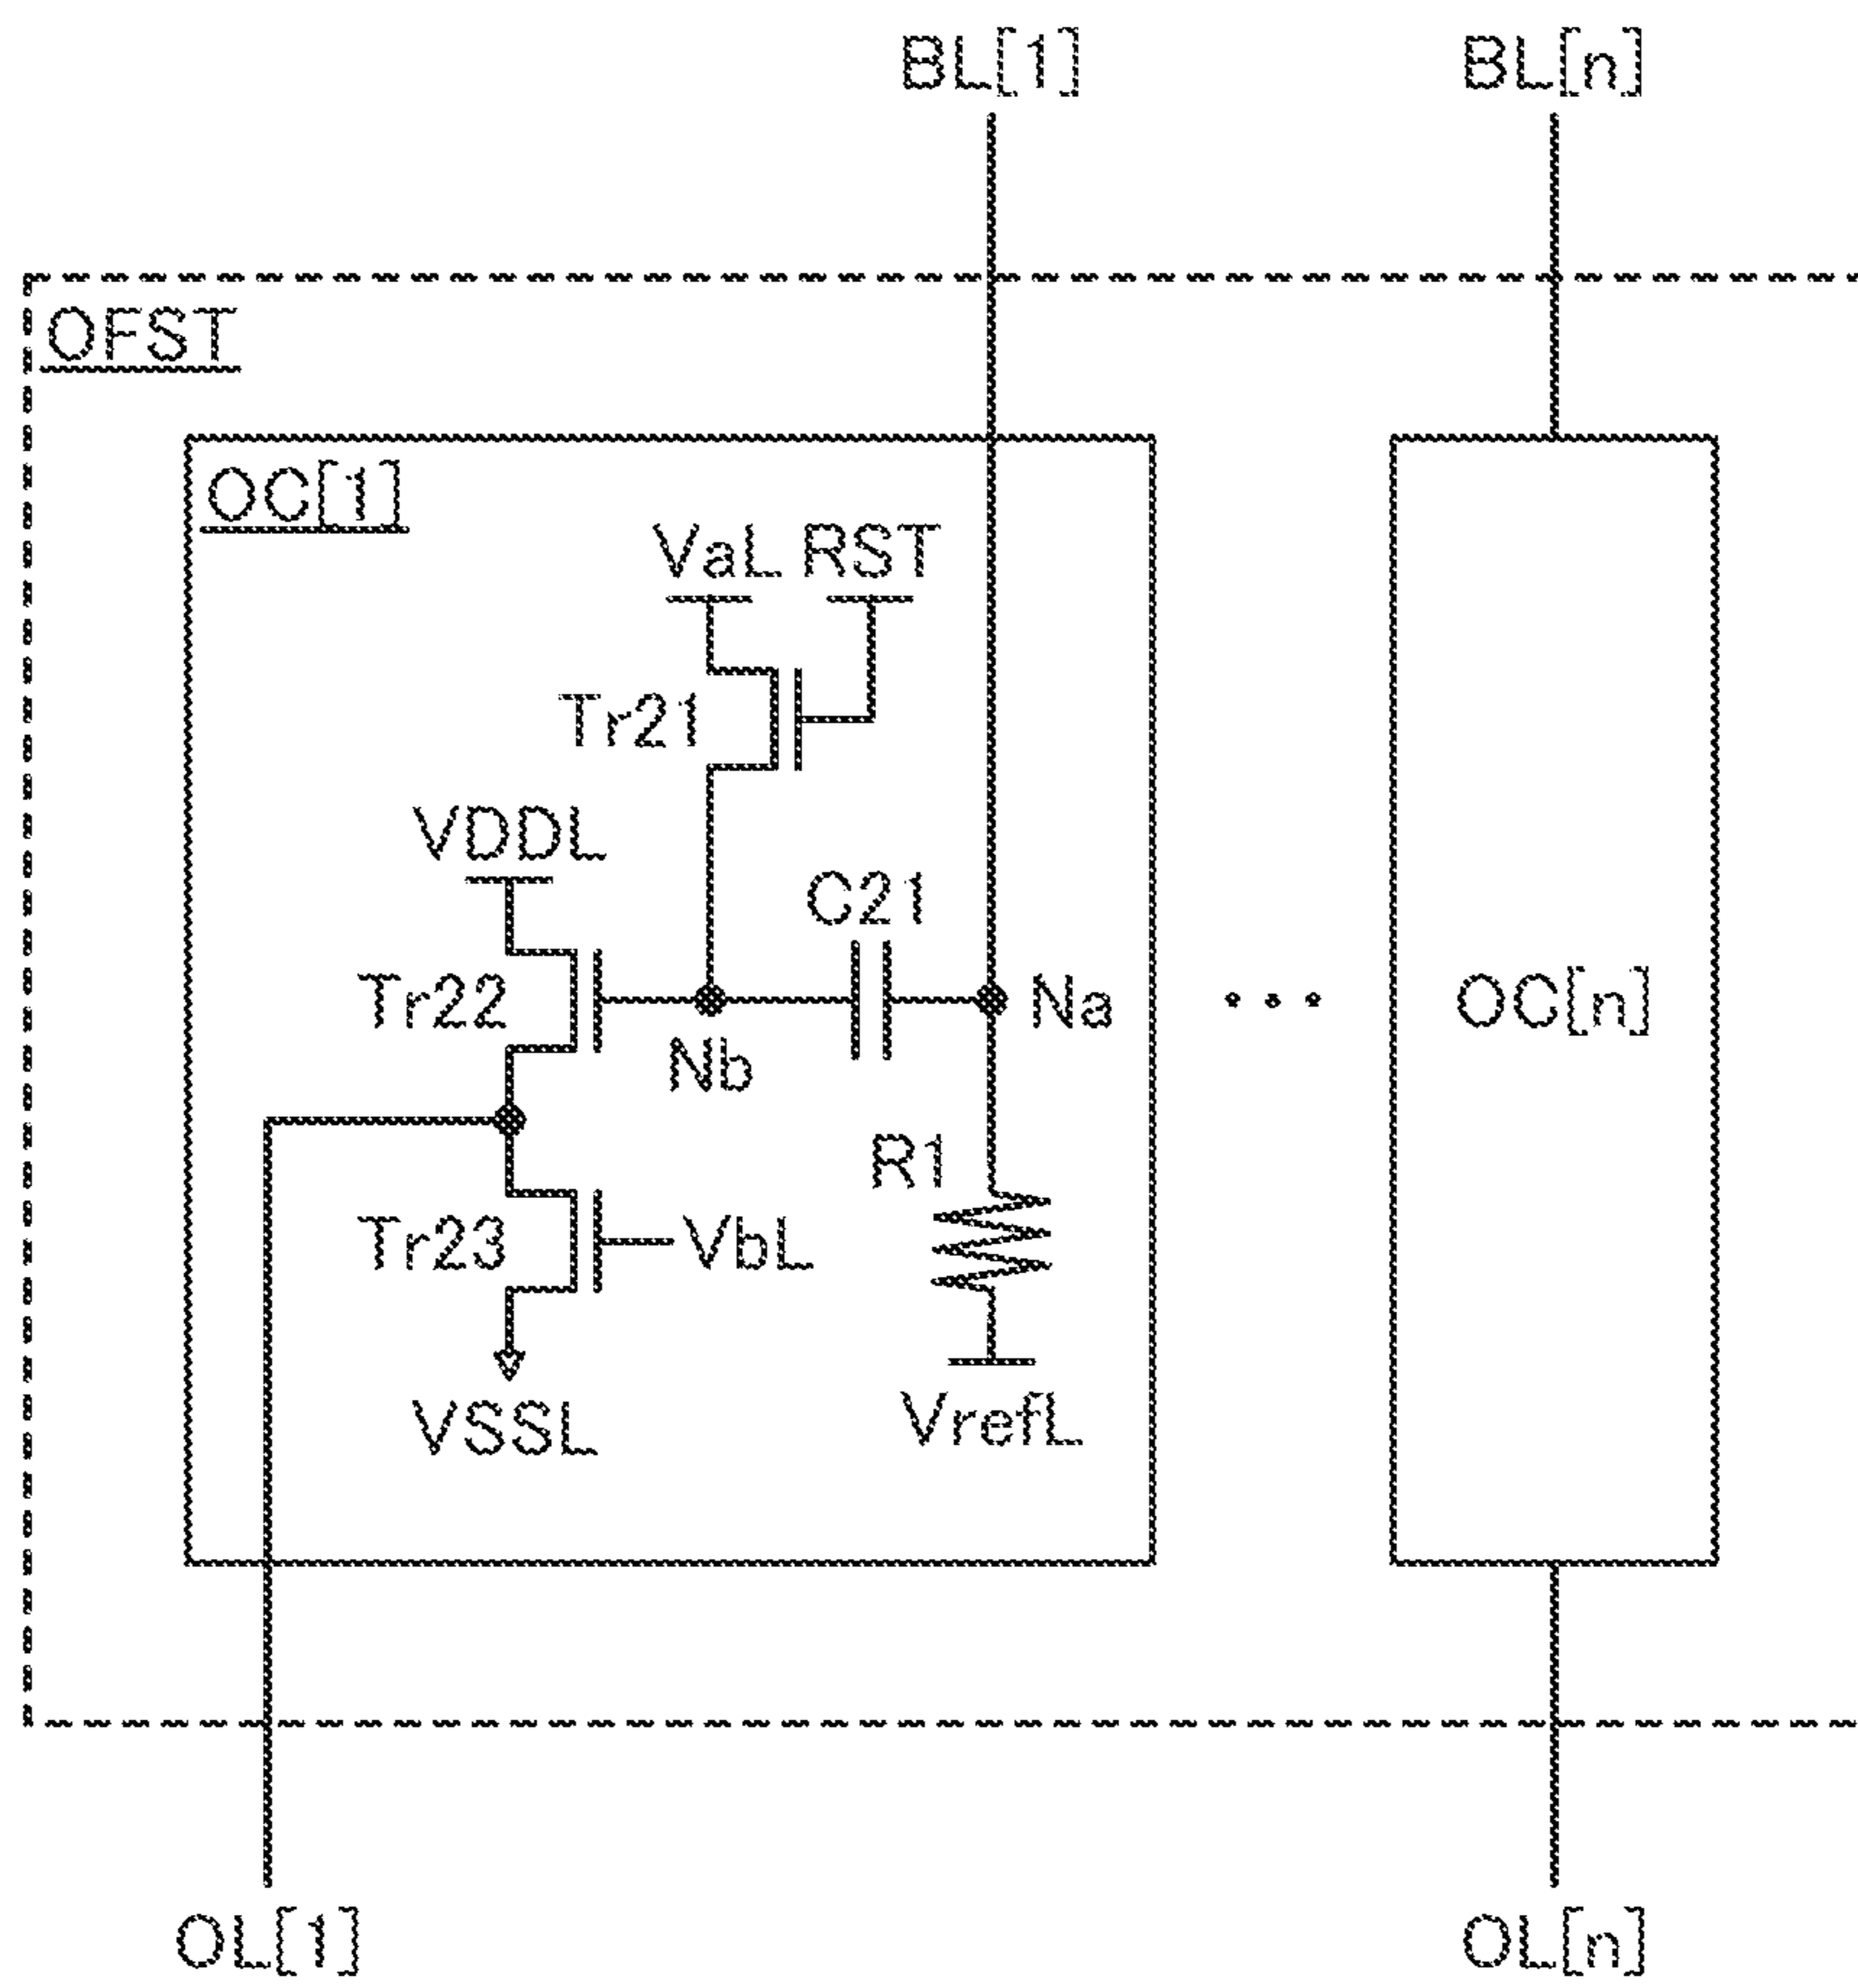 BL[1] BL[n]
OFST
OC[1]
VaL RST
Tr21
VDDL
C21
Tr22
Na
... OC[n]
Nb
R1
Tr23
VbL
VSSL
VrefL
OL[1] OL[n]